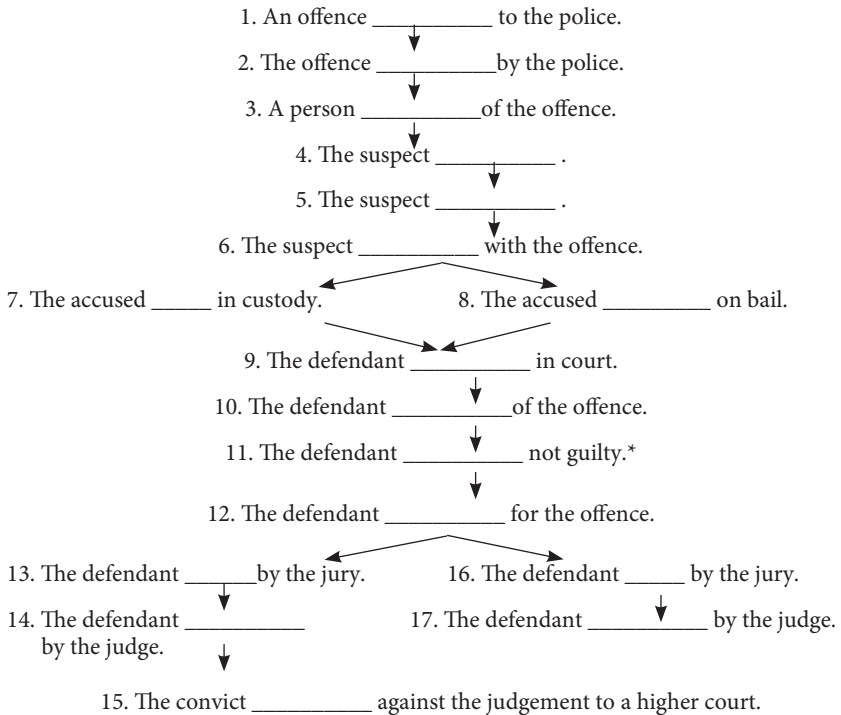 1. An offence __________ to the police.
2. The offence __________by the police.
3. A person __________of the offence.
4. The suspect __________ .
5. The suspect __________ .
6. The suspect __________ with the offence.
7. The accused _____ in custody.
8. The accused _________ on bail.
9. The defendant __________ in court.
10. The defendant __________of the offence.
11. The defendant __________ not guilty.*
12. The defendant __________ for the offence.
13. The defendant ______by the jury.
16. The defendant _____ by the jury.
14. The defendant __________
by the judge.
17. The defendant __________ by the judge.
15. The convict __________ against the judgement to a higher court.